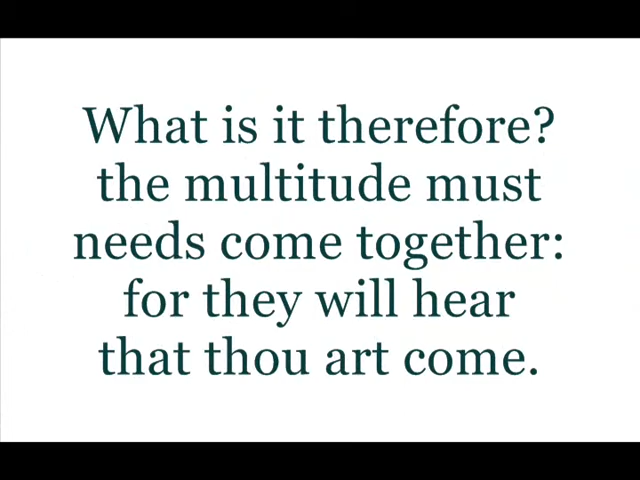 What is it therefore?
the multitude must
needs come together:
for they will hear
that thou art come.